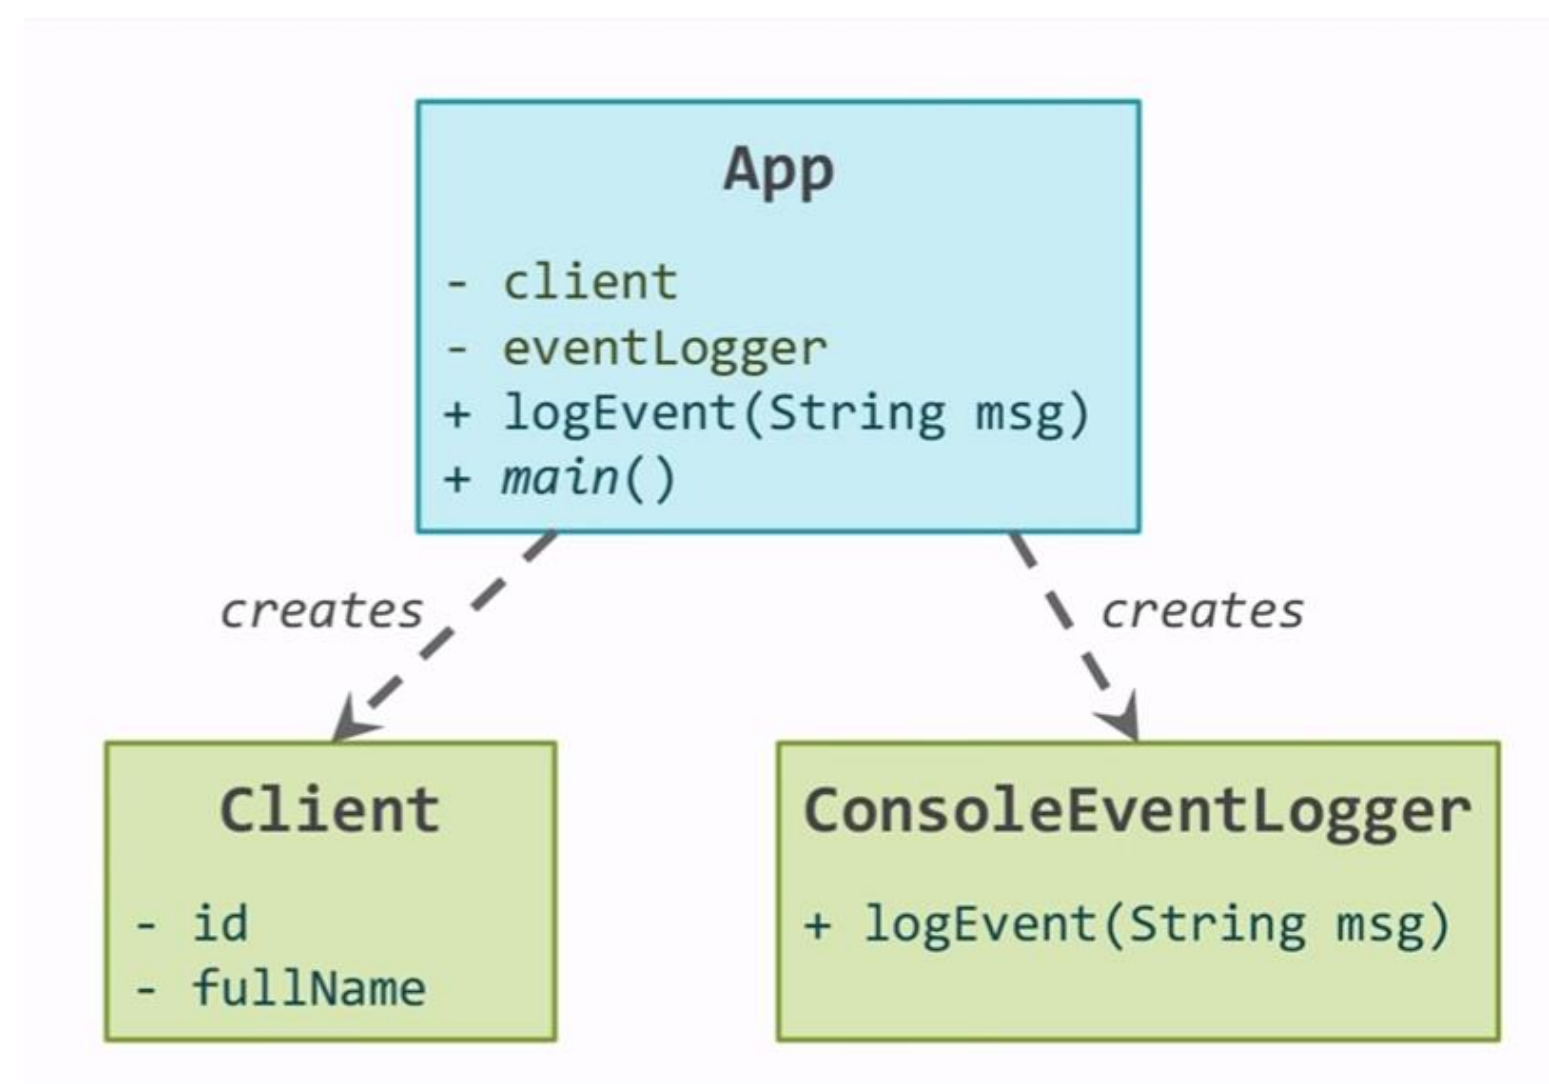 App
- client
- eventLogger
+ logEvent(String msg)
+ main()
creates
creates
Client
- id
- fullName
ConsoleEventLogger
+ logEvent(String msg)